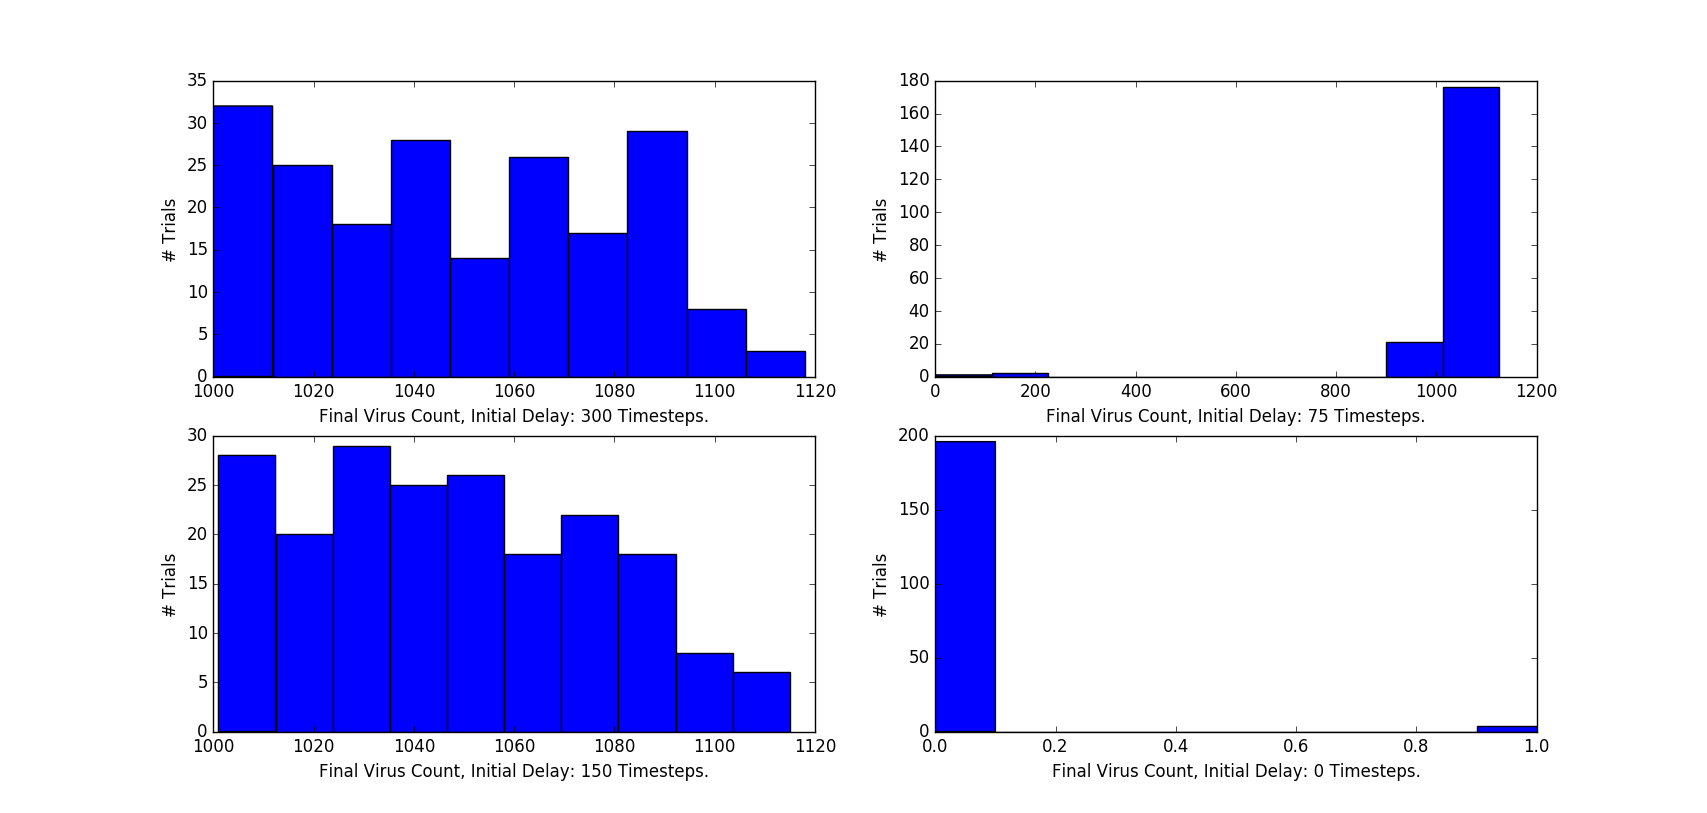 35
30
25
20
15
10
5
0
# Trials
1000 1020 1040 1060 1080 1100 1120
Final Virus Count, Initial Delay: 300 Timesteps.
180
160
140
120
100
80
60
40
20
0
# Trials
0 200 400 600 800 1000 1200
Final Virus Count, Initial Delay: 75 Timesteps.
30
25
20
15
10
5
0
# Trials
1000 1020 1040 1060 1080 1100 1120
Final Virus Count, Initial Delay: 150 Timesteps.
200
150
100
50
0
# Trials
0.0 0.2 0.4 0.6 0.8 1.0
Final Virus Count, Initial Delay: 0 Timesteps.